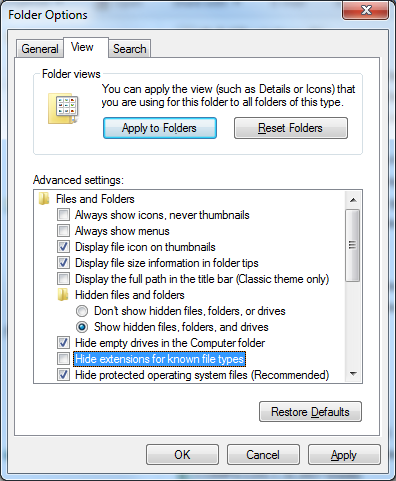 Folder Options
General View Search
Folder views
You can apply the view (such as Details or Icons) that
you are using for this folder to all folders of this type.
Apply to Folders Reset Folders
Advanced settings:
Files and Folders
Always show icons, never thumbnails
Always show menus
Display file icon on thumbnails
Display file size information in folder tips
Display the full path in the title bar (Classic theme only)
Hidden files and folders
Don't show hidden files, folders, or drives
Show hidden files, folders, and drives
Hide empty drives in the Computer folder
Hide extensions for known file types
Hide protected operating system files (Recommended)
Restore Defaults
OK Cancel Apply